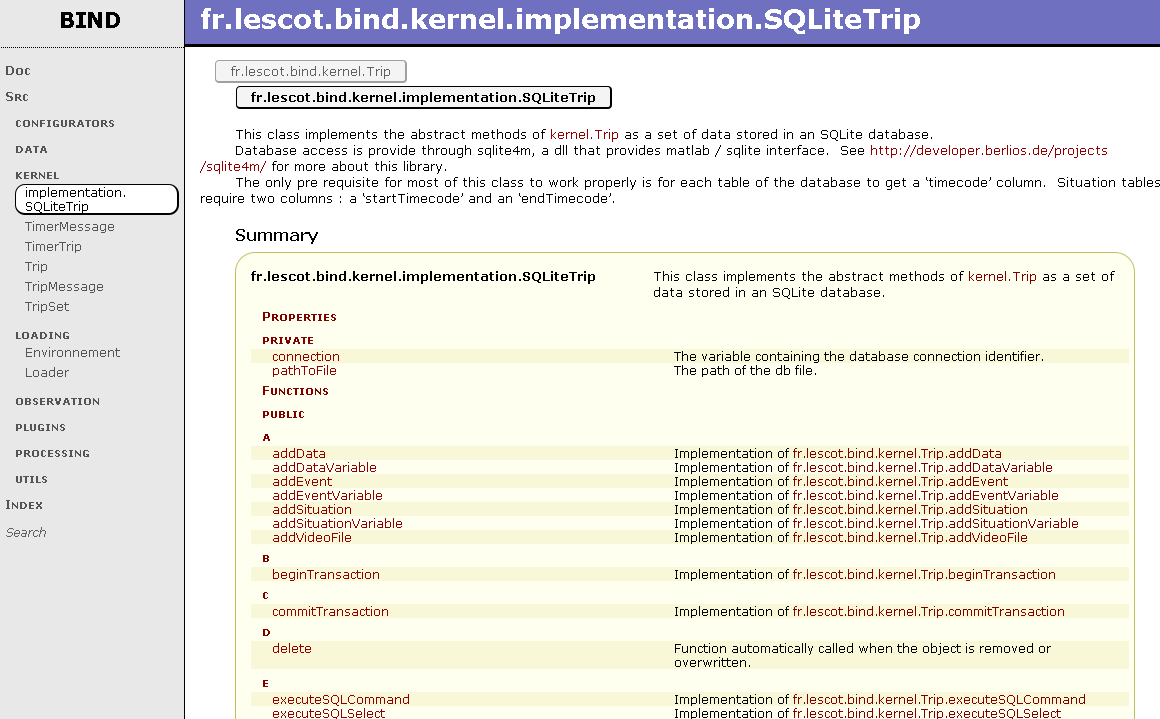 BIND
fr.lescot.bind.kernel.implementation.SQLiteTrip
Doc
Src
CONFIGURATORS
DATA
KERNEL
implementation.
SQLiteTrip
TimerMessage
TimerTrip
Trip
TripMessage
TripSet
LOADING
Environnement
Loader
OBSERVATION
PLUGINS
PROCESSING
UTILS
INDEX
Search
fr.lescot.bind.kernel.Trip
fr.lescot.bind.kernel.implementation.SQLiteTrip
This class implements the abstract methods of kernel.Trip as a set of data stored in an SQLite database.
Database access is provide through sqlite4m, a dll that provides matlab / sqlite interface. See http://developer.berlios.de/projects
/sqlite4m/ for more about this library.
The only pre requisite for most of this class to work properly is for each table of the database to get a ‘timecode’ column. Situation tables
require two columns : a ‘startTimecode’ and an ‘endTimecode’.
Summary
fr.lescot.bind.kernel.implementation.SQLiteTrip
This class implements the abstract methods of kernel.Trip as a set of
data stored in an SQLite database.
PROPERTIES
PRIVATE
connection The variable containing the database connection identifier.
pathToFile The path of the db file.
FUNCTIONS
PUBLIC
A
addData Implementation of fr.lescot.bind.kernel.Trip.addData
addDataVariable Implementation of fr.lescot.bind.kernel.Trip.addDataVariable
addEvent Implementation of fr.lescot.bind.kernel.Trip.addEvent
addEventVariable Implementation of fr.lescot.bind.kernel.Trip.addEventVariable
addSituation Implementation of fr.lescot.bind.kernel.Trip.addSituation
addSituationVariable Implementation of fr.lescot.bind.kernel.Trip.addSituationVariable
addVideoFile Implementation of fr.lescot.bind.kernel.Trip.addVideoFile
B
beginTransaction Implementation of fr.lescot.bind.kernel.Trip.beginTransaction
C
commitTransaction Implementation of fr.lescot.bind.kernel.Trip.commitTransaction
D
delete Function automatically called when the object is removed or
overwritten.
E
executeSQLCommand Implementation of fr.lescot.bind.kernel.Trip.executeSQLCommand
executeSQLSelect Implementation of fr.lescot.bind.kernel.Trip.executeSQLSelect